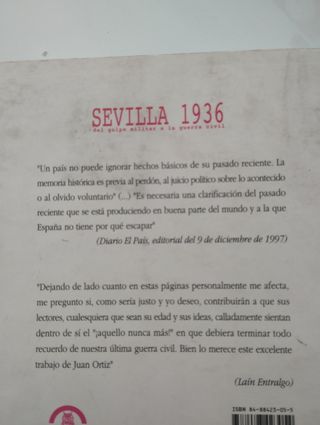 SEVILLA 1936
del golpe militar a la guerra civil
"Un país no puede ignorar hechos básicos de su pasado reciente. La
memoria histórica es previa al perdón, al juicio político sobre lo acontecido
o al olvido voluntario" (...) "Es necesaria una clarificación del pasado
reciente que se está produciendo en buena parte del mundo y a la que
España no tiene por qué escapar"
(Diario El País, editorial del 9 de diciembre de 1997)
"Dejando de lado cuanto en estas páginas personalmente me afecta,
me pregunto si, como sería justo y yo deseo, contribuirán a que sus
lectores, cualesquiera que sean su edad y sus ideas, calladamente sientan
dentro de sí el "¡aquello nunca más!" en que debiera terminar todo
recuerdo de nuestra última guerra civil. Bien lo merece este excelente
trabajo de Juan Ortiz"
(Laín Entralgo)
ISBN 84-88423-05-5